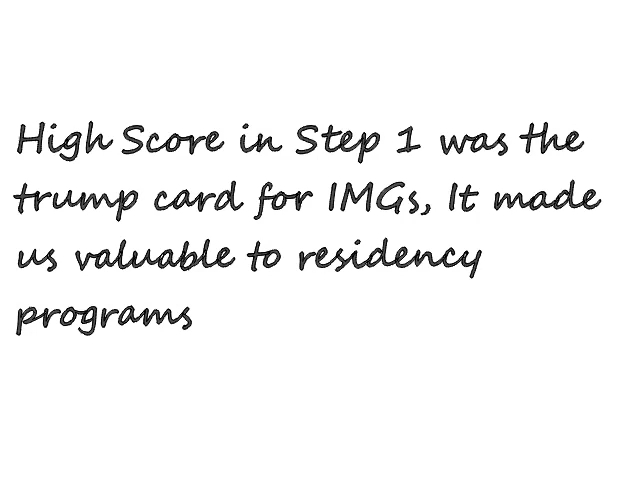 High Score in Step 1 was the
trump card for IMGs, It made
us valuable to residency
programs